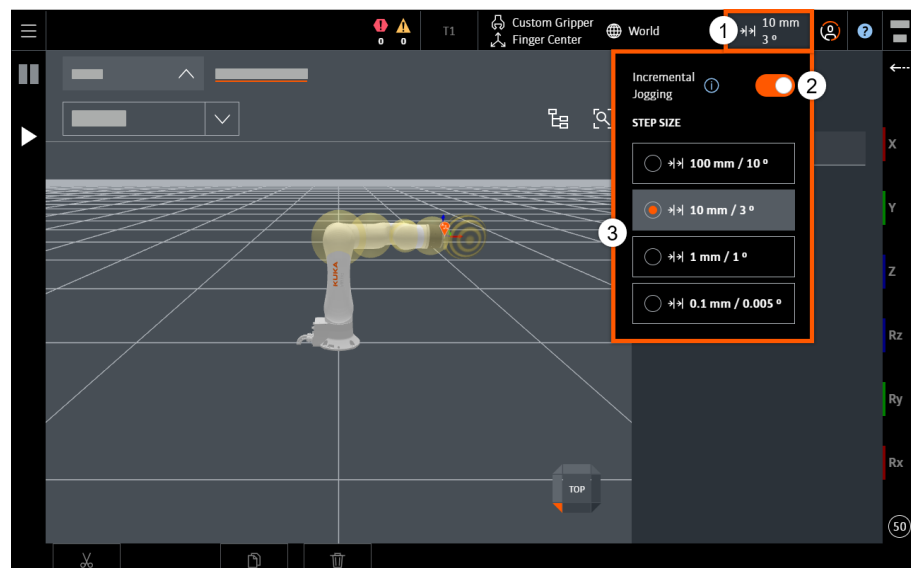 0
0
T1
Custom Gripper
Finger Center
World
1
10 mm
3 º
?
Incremental
Jogging
i
2
STEP SIZE
100 mm / 10 º
10 mm / 3 º
3
1 mm / 1 º
0.1 mm / 0.005 º
X
Y
Z
Rz
Ry
Rx
KUKA
TOP
50